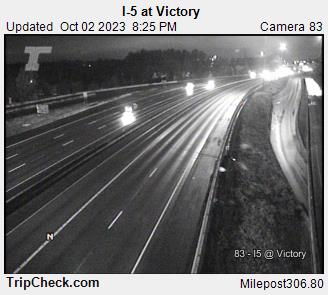 I-5 at Victory
Updated Oct 02 2023 8:25 PM Camera 83
T
N
83 - I5 @ Victory
TripCheck.com Milepost306.80